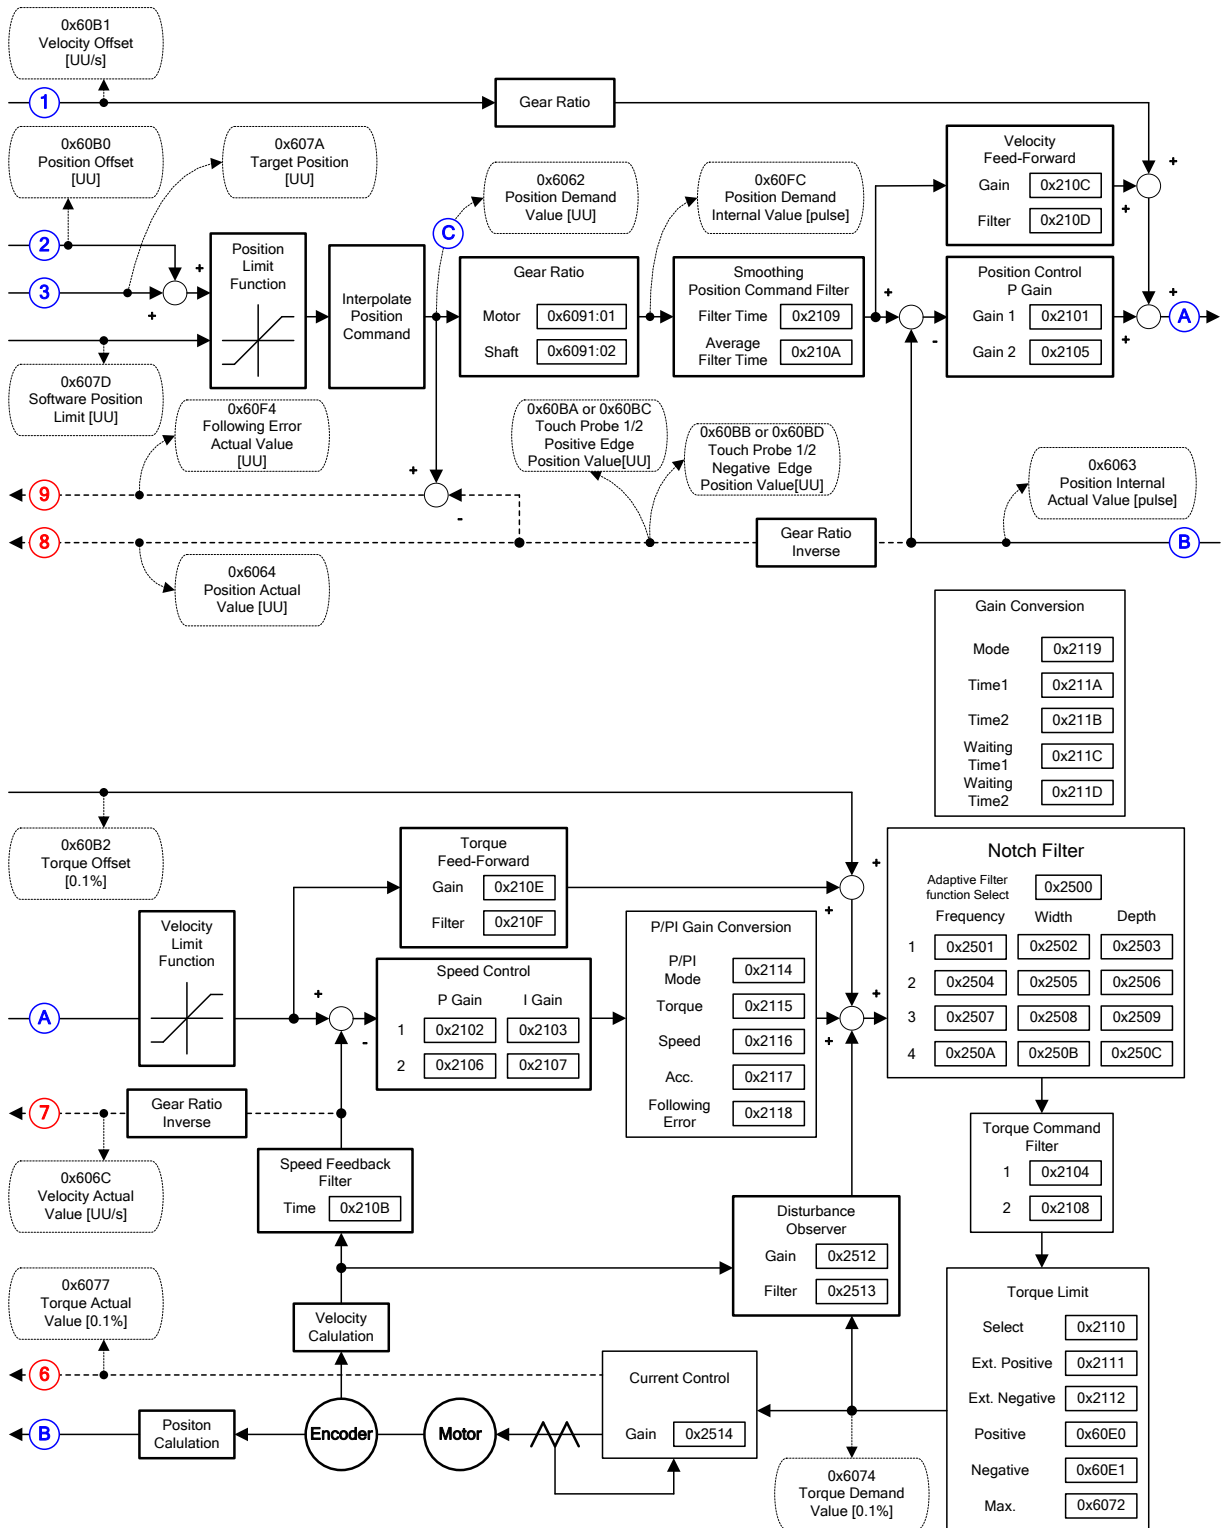 0x60B1
Velocity Offset
[UU/s]
1
Gear Ratio
0x60B0
Position Offset
[UU]
0x607A
Target Position
[UU]
0x6062
Position Demand
Value [UU]
0x60FC
Position Demand
Internal Value [pulse]
Velocity
Feed-Forward
Gain 0x210C
Filter 0x210D
+
+
2
3
+
+
Position
Limit
Function
Interpolate
Position
Command
C
Gear Ratio
Motor 0x6091:01
Shaft 0x6091:02
Smoothing
Position Command Filter
Filter Time 0x2109
Average
Filter Time 0x210A
+
-
Position Control
P Gain
Gain 1 0x2101
Gain 2 0x2105
+
+
A
0x607D
Software Position
Limit [UU]
0x60F4
Following Error
Actual Value
[UU]
0x60BA or 0x60BC
Touch Probe 1/2
Positive Edge
Position Value[UU]
0x60BB or 0x60BD
Touch Probe 1/2
Negative Edge
Position Value[UU]
0x6063
Position Internal
Actual Value [pulse]
9
+
-
8
Gear Ratio
Inverse
B
0x6064
Position Actual
Value [UU]
Gain Conversion
Mode 0x2119
Time1 0x211A
Time2 0x211B
Waiting
Time1 0x211C
Waiting
Time2 0x211D
0x60B2
Torque Offset
[0.1%]
Torque
Feed-Forward
Gain 0x210E
Filter 0x210F
+
+
Notch Filter
Adaptive Filter
function Select 0x2500
Frequency Width Depth
1 0x2501 0x2502 0x2503
2 0x2504 0x2505 0x2506
3 0x2507 0x2508 0x2509
4 0x250A 0x250B 0x250C
A
Velocity
Limit
Function
+
-
Speed Control
P Gain I Gain
1 0x2102 0x2103
2 0x2106 0x2107
P/PI Gain Conversion
P/PI
Mode 0x2114
Torque 0x2115
Speed 0x2116
Acc. 0x2117
Following
Error 0x2118
+
+
7
Gear Ratio
Inverse
0x606C
Velocity Actual
Value [UU/s]
Speed Feedback
Filter
Time 0x210B
Torque Command
Filter
1 0x2104
2 0x2108
Disturbance
Observer
Gain 0x2512
Filter 0x2513
0x6077
Torque Actual
Value [0.1%]
Velocity
Calulation
Torque Limit
Select 0x2110
Ext. Positive 0x2111
Ext. Negative 0x2112
Positive 0x60E0
Negative 0x60E1
Max. 0x6072
6
Current Control
Gain 0x2514
B
Positon
Calulation
Encoder
Motor
0x6074
Torque Demand
Value [0.1%]